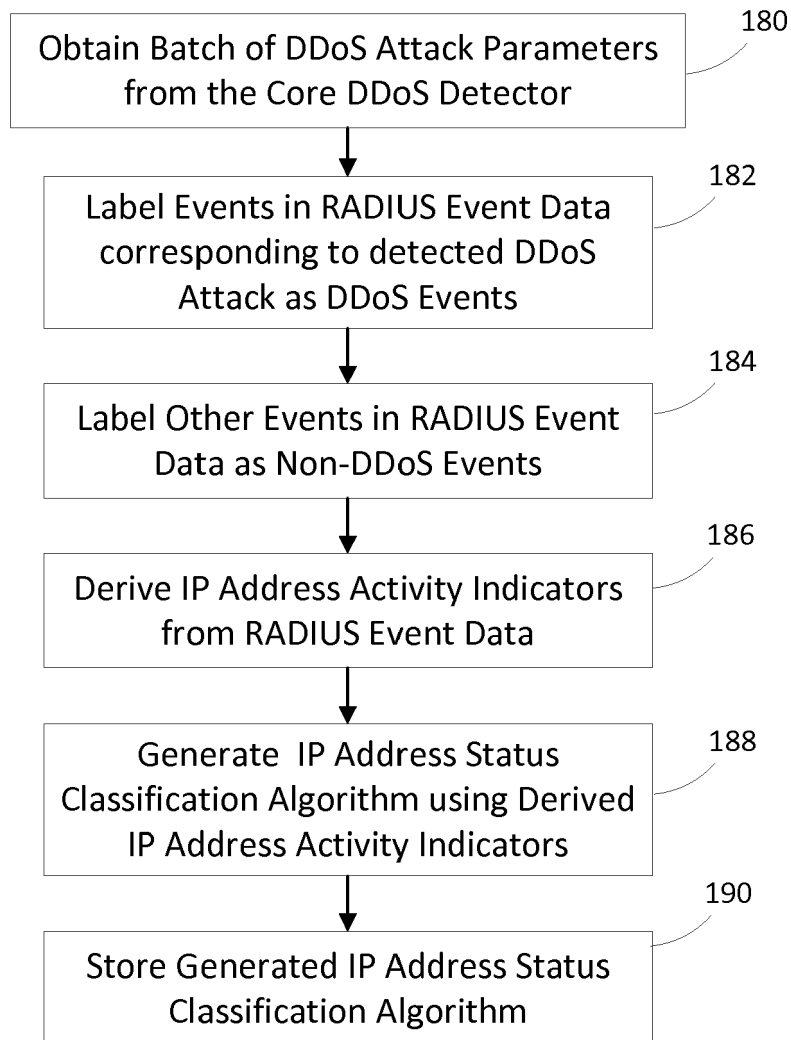 180
Obtain Batch of DDoS Attack Parameters
from the Core DDoS Detector
182
Label Events in RADIUS Event Data
corresponding to detected DDoS
Attack as DDoS Events
184
Label Other Events in RADIUS Event
Data as Non-DDoS Events
186
Derive IP Address Activity Indicators
from RADIUS Event Data
188
Generate IP Address Status
Classification Algorithm using Derived
IP Address Activity Indicators
190
Store Generated IP Address Status
Classification Algorithm